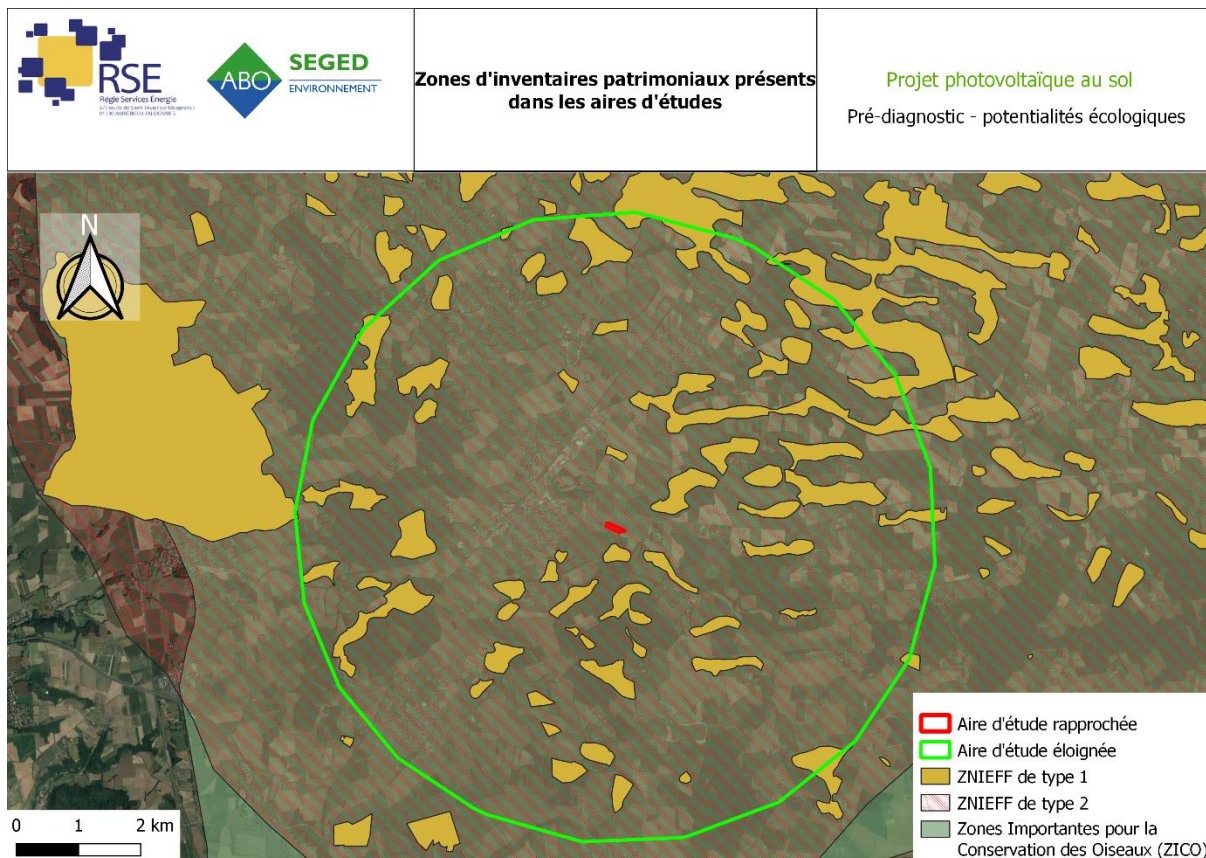 RSE
Régie Services Energie
ABO
SEGED
ENVIRONNEMENT
Zones d'inventaires patrimoniaux présents
dans les aires d'études
Projet photovoltaïque au sol
Pré-diagnostic - potentialités écologiques
N
Aire d'étude rapprochée
Aire d'étude éloignée
ZNIEFF de type 1
ZNIEFF de type 2
Zones Importantes pour la
Conservation des Oiseaux (ZICO)
0 1 2 km